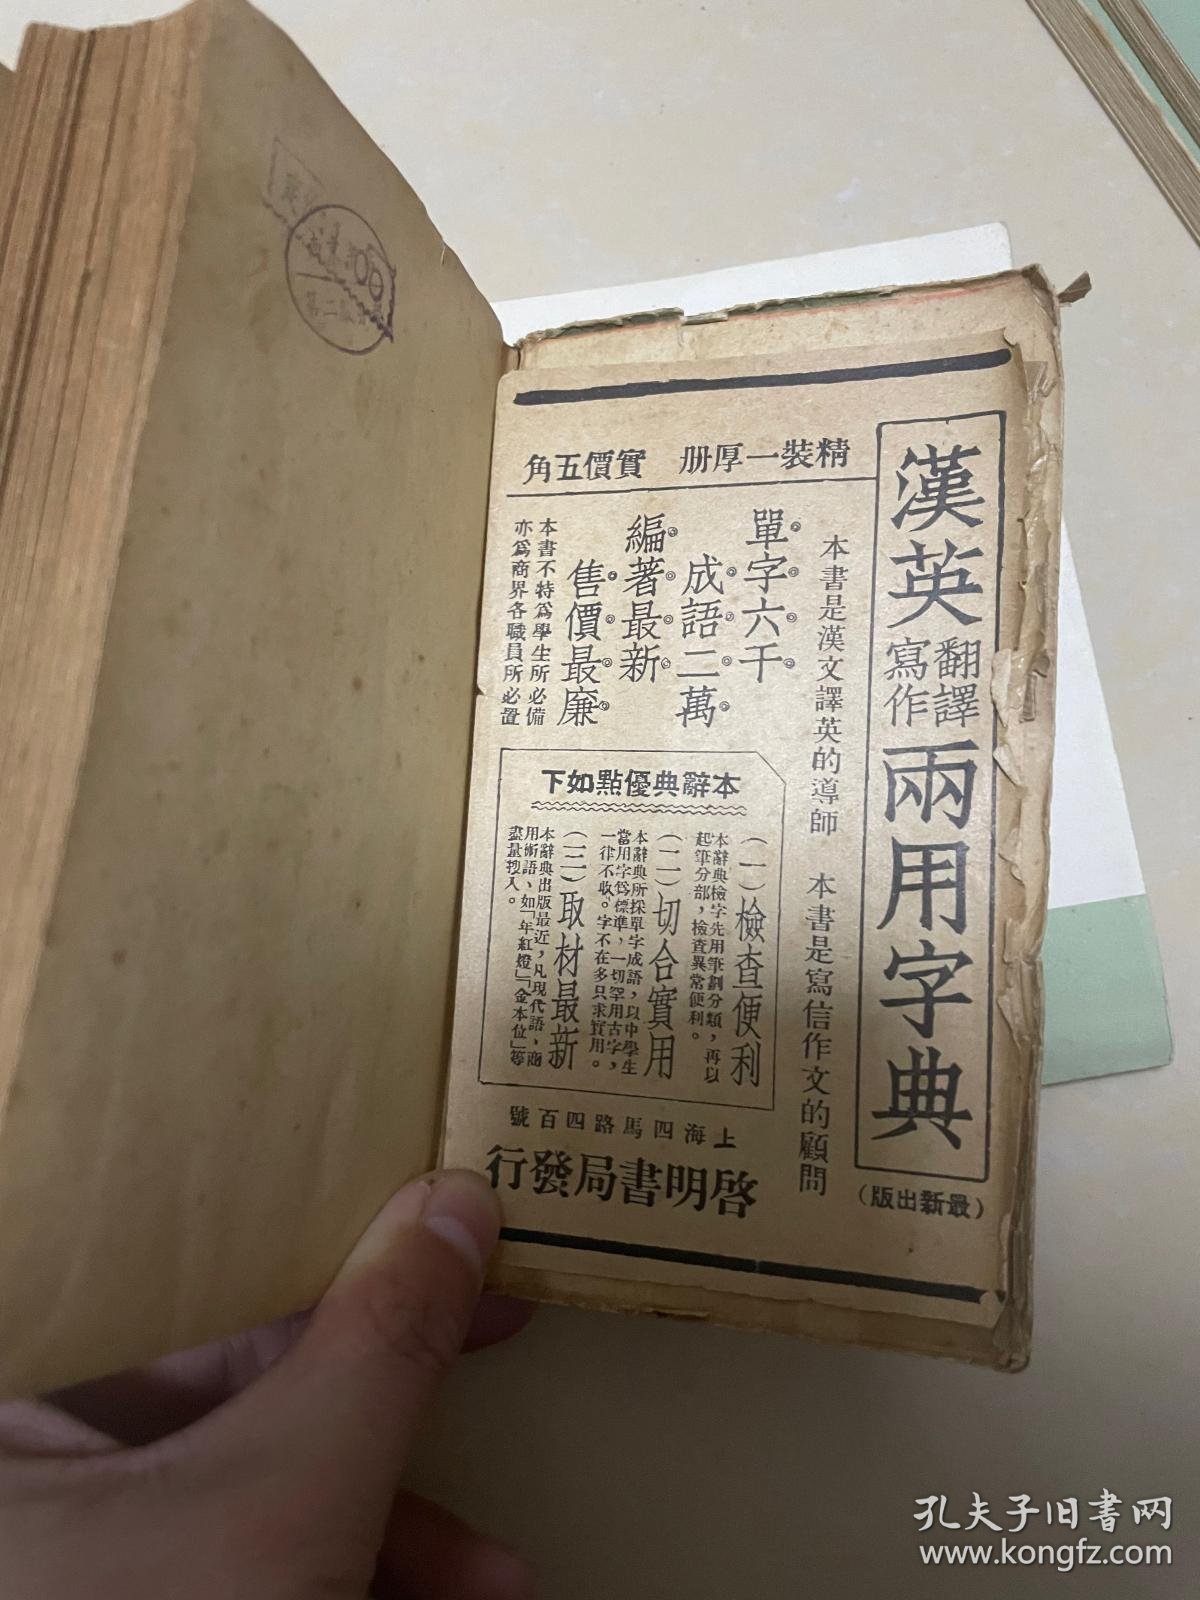 漢英翻譯寫作兩用字典
(最新出版)
本書是漢文譯英的導師 本書是寫信作文的顧問
精裝一厚册 實價五角
單字六千
成語二萬
編著最新
售價最廉
本書不特爲學生所必備
亦爲商界各職員所必置
本辭典優點如下
(一)檢查便利
本辭典檢字先用筆劃分類，再以
起筆分部，檢查異常便利。
(二)切合實用
本辭典所採單字成語，以中學生
當用字爲標準，一切罕用古字，
一律不收。字不在多只求實用。
(三)取材最新
本辭典出版最近，凡現代語，商
用術語、如「年紅燈」「金本位」等
盡量搜入。
上海四馬路四百號
啓明書局發行
第二
孔夫子旧書网
www.kongfz.com